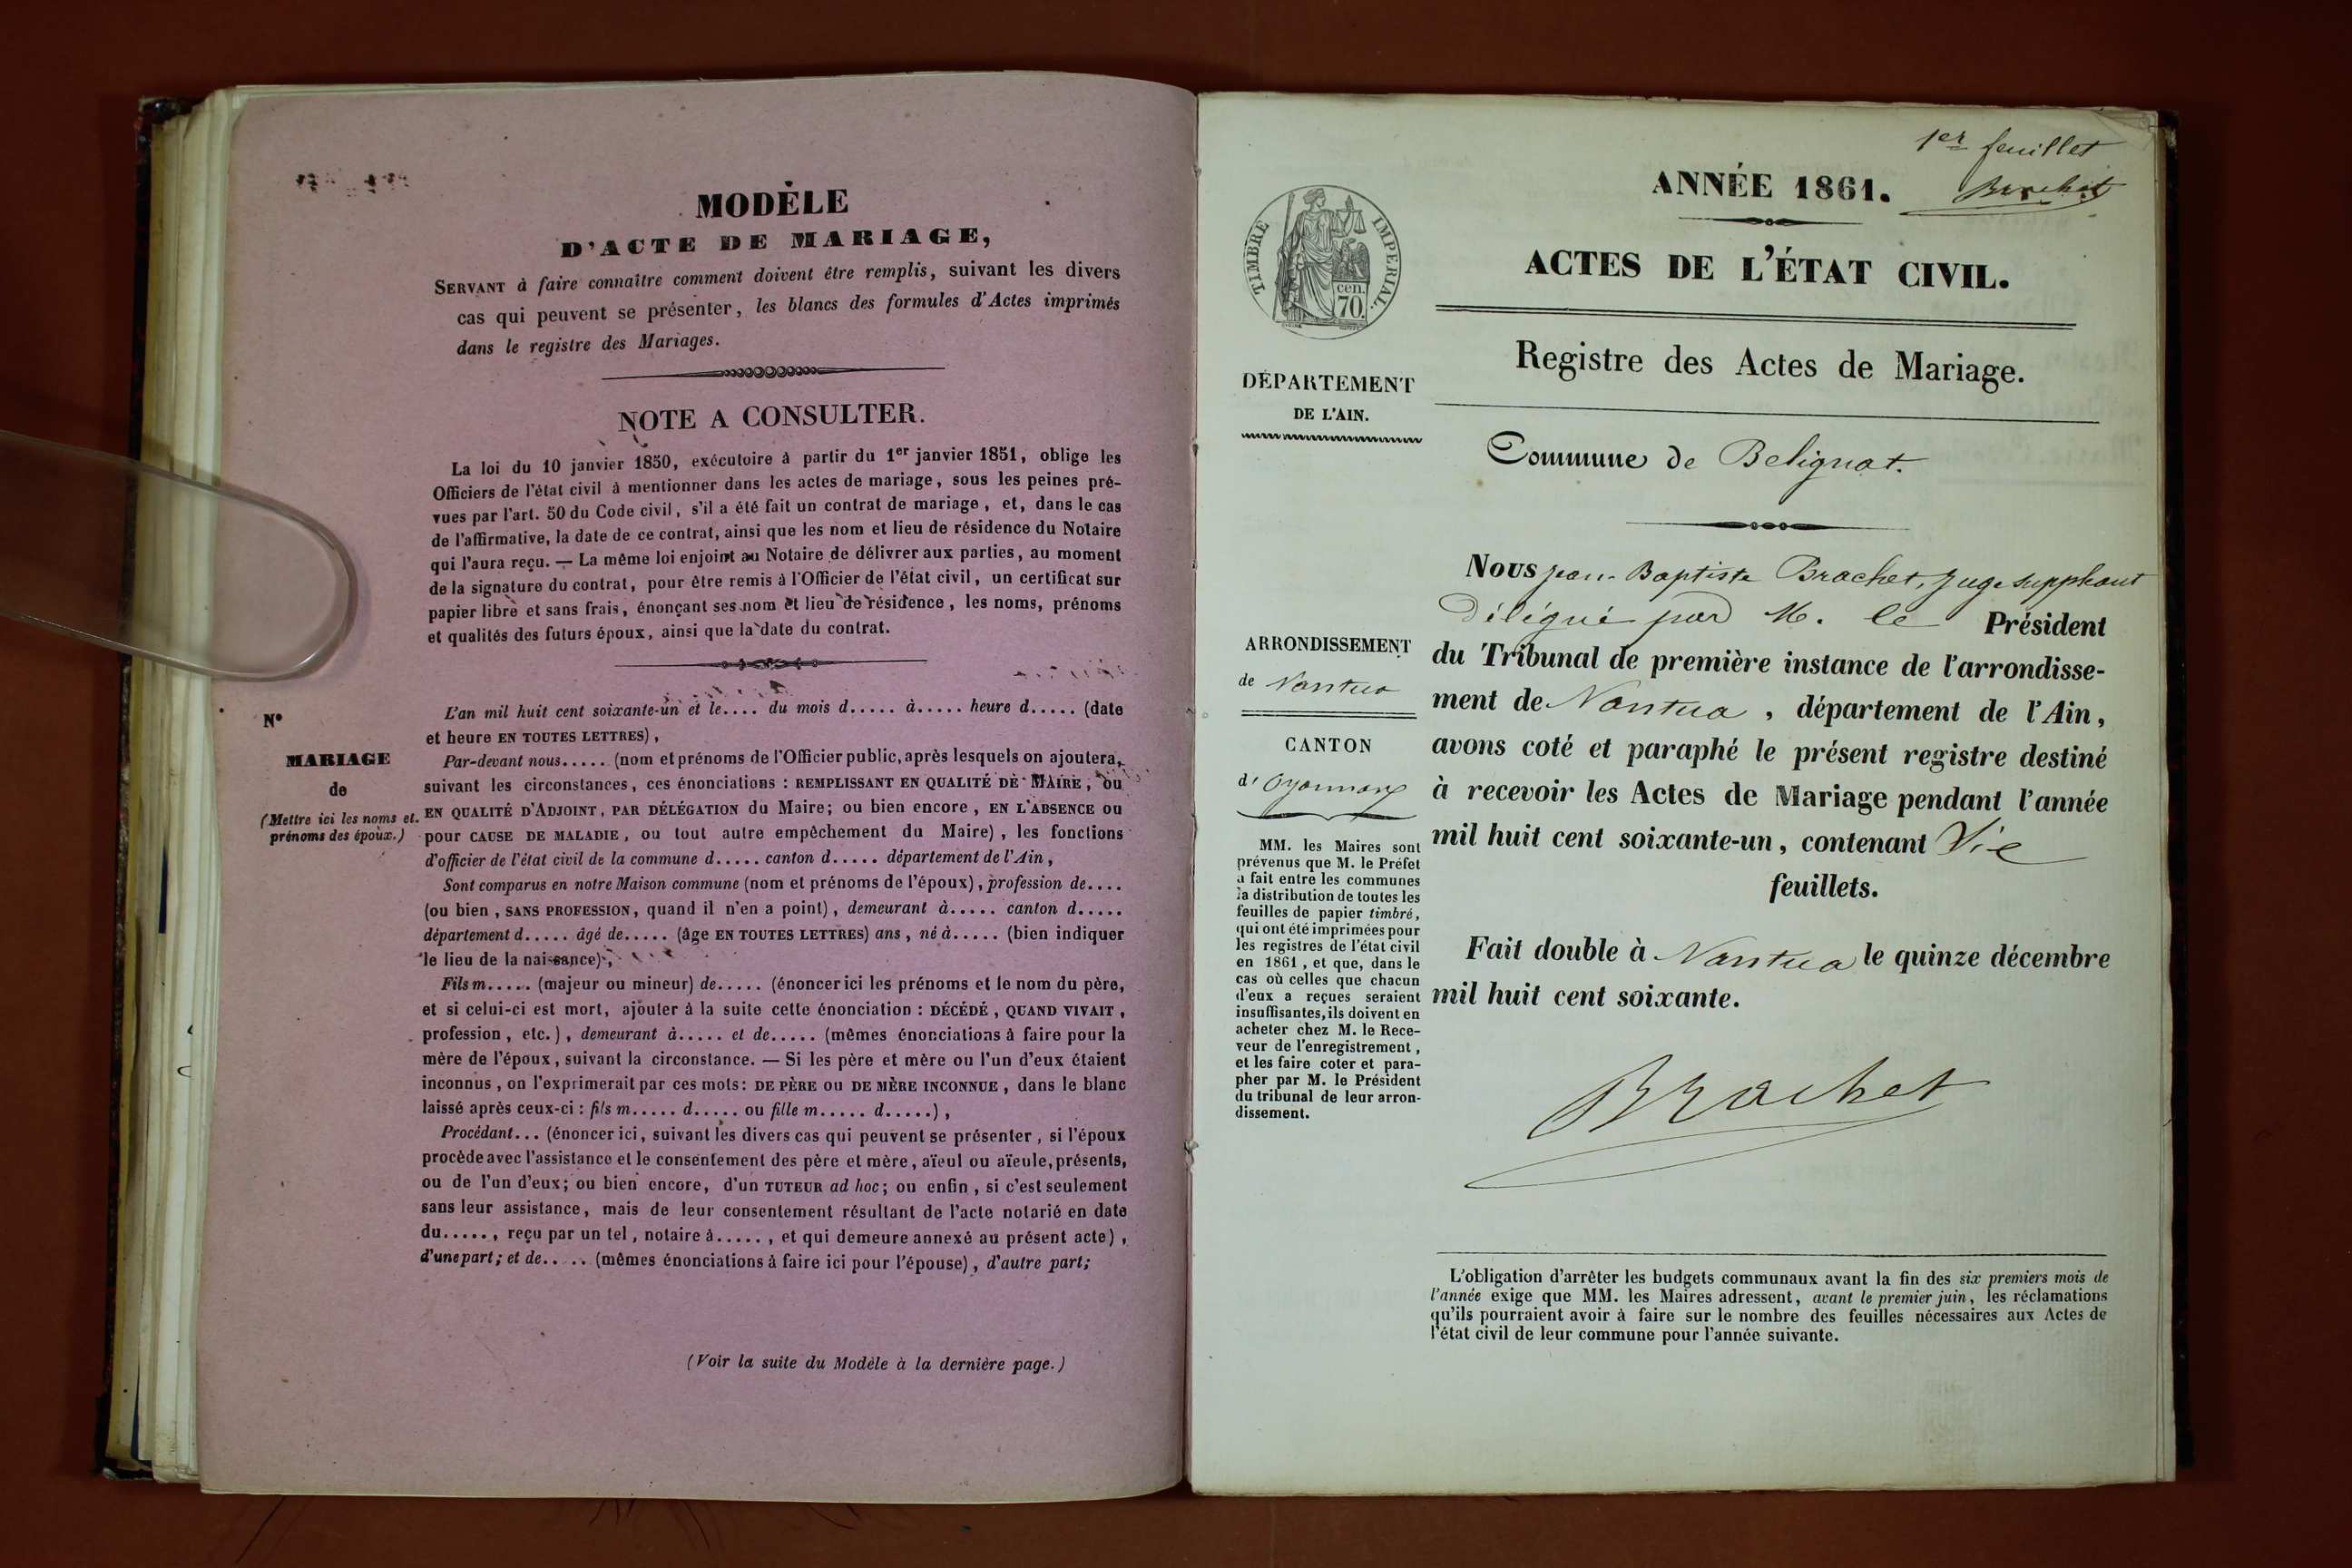 MODÈLE
D'ACTE DE MARIAGE,
SERVANT à faire connaître comment doivent être remplis, suivant les divers
cas qui peuvent se présenter, les blancs des formules d'Actes imprimés
dans le registre des Mariages.
NOTE A CONSULTER.
La loi du 10 janvier 1850, exécutoire à partir du 1er janvier 1851, oblige les
Officiers de l'état civil à mentionner dans les actes de mariage, sous les peines pré-
vues par l'art. 50 du Code civil, s'il a été fait un contrat de mariage, et, dans le cas
de l'affirmative, la date de ce contrat, ainsi que les nom et lieu de résidence du Notaire
qui l'aura reçu. — La même loi enjoint au Notaire de délivrer aux parties, au moment
de la signature du contrat, pour être remis à l'Officier de l'état civil, un certificat sur
papier libre et sans frais, énonçant ses nom et lieu de résidence, les noms, prénoms
et qualités des futurs époux, ainsi que la date du contrat.
N°
MARIAGE
de
(Mettre ici les noms et
prénoms des époux.)
L'an mil huit cent soixante-un et le.... du mois d..... à..... heure d..... (date
et heure EN TOUTES LETTRES),
Par-devant nous..... (nom et prénoms de l'Officier public, après lesquels on ajoutera,
suivant les circonstances, ces énonciations : REMPLISSANT EN QUALITÉ DE MAIRE, OU
EN QUALITÉ D'ADJOINT, PAR DÉLÉGATION du Maire; ou bien encore, EN L'ABSENCE ou
pour CAUSE DE MALADIE, ou tout autre empêchement du Maire), les fonctions
d'officier de l'état civil de la commune d..... canton d..... département de l'Ain,
Sont comparus en notre Maison commune (nom et prénoms de l'époux), profession de....
(ou bien, SANS PROFESSION, quand il n'en a point), demeurant à..... canton d.....
département d..... âgé de..... (âge EN TOUTES LETTRES) ans, né à..... (bien indiquer
le lieu de la naissance),
Fils m..... (majeur ou mineur) de..... (énoncer ici les prénoms et le nom du père,
et si celui-ci est mort, ajouter à la suite cette énonciation : DÉCÉDÉ, QUAND VIVAIT,
profession, etc.), demeurant à..... et de..... (mêmes énonciations à faire pour la
mère de l'époux, suivant la circonstance. — Si les père et mère ou l'un d'eux étaient
inconnus, on l'exprimerait par ces mots: DE PÈRE OU DE MÈRE INCONNUE, dans le blanc
laissé après ceux-ci : fils m..... d..... ou fille m..... d.....),
Procédant... (énoncer ici, suivant les divers cas qui peuvent se présenter, si l'époux
procède avec l'assistance et le consentement des père et mère, aïeul ou aïeule, présents,
ou de l'un d'eux; ou bien encore, d'un TUTEUR ad hoc; ou enfin, si c'est seulement
sans leur assistance, mais de leur consentement résultant de l'acte notarié en date
du....., reçu par un tel, notaire à....., et qui demeure annexé au présent acte),
d'une part; et de..... (mêmes énonciations à faire ici pour l'épouse), d'autre part;
(Voir la suite du Modèle à la dernière page.)
1er feuillet
Brachet
ANNÉE 1861.
ACTES DE L'ÉTAT CIVIL.
TIMBRE IMPERIAL.
cen.
70.
DÉPARTEMENT
DE L'AIN.
Registre des Actes de Mariage.
Commune de Belignat.
ARRONDISSEMENT
de Nantua
CANTON
d'Oyonnax
MM. les Maires sont
prévenus que M. le Préfet
a fait entre les communes
la distribution de toutes les
feuilles de papier timbré,
qui ont été imprimées pour
les registres de l'état civil
en 1861, et que, dans le
cas où celles que chacun
d'eux a reçues seraient
insuffisantes, ils doivent en
acheter chez M. le Rece-
veur de l'enregistrement,
et les faire coter et para-
pher par M. le Président
du tribunal de leur arron-
dissement.
Nous jean-Baptiste Brachet, Juge suppléant
Délégué par M. le Président
du Tribunal de première instance de l'arrondisse-
ment de Nantua, département de l'Ain,
avons coté et paraphé le présent registre destiné
à recevoir les Actes de Mariage pendant l'année
mil huit cent soixante-un, contenant
feuillets.
Fait double à Nantua le quinze décembre
mil huit cent soixante.
Brachet
L'obligation d'arrêter les budgets communaux avant la fin des six premiers mois de
l'année exige que MM. les Maires adressent, avant le premier juin, les réclamations
qu'ils pourraient avoir à faire sur le nombre des feuilles nécessaires aux Actes de
l'état civil de leur commune pour l'année suivante.